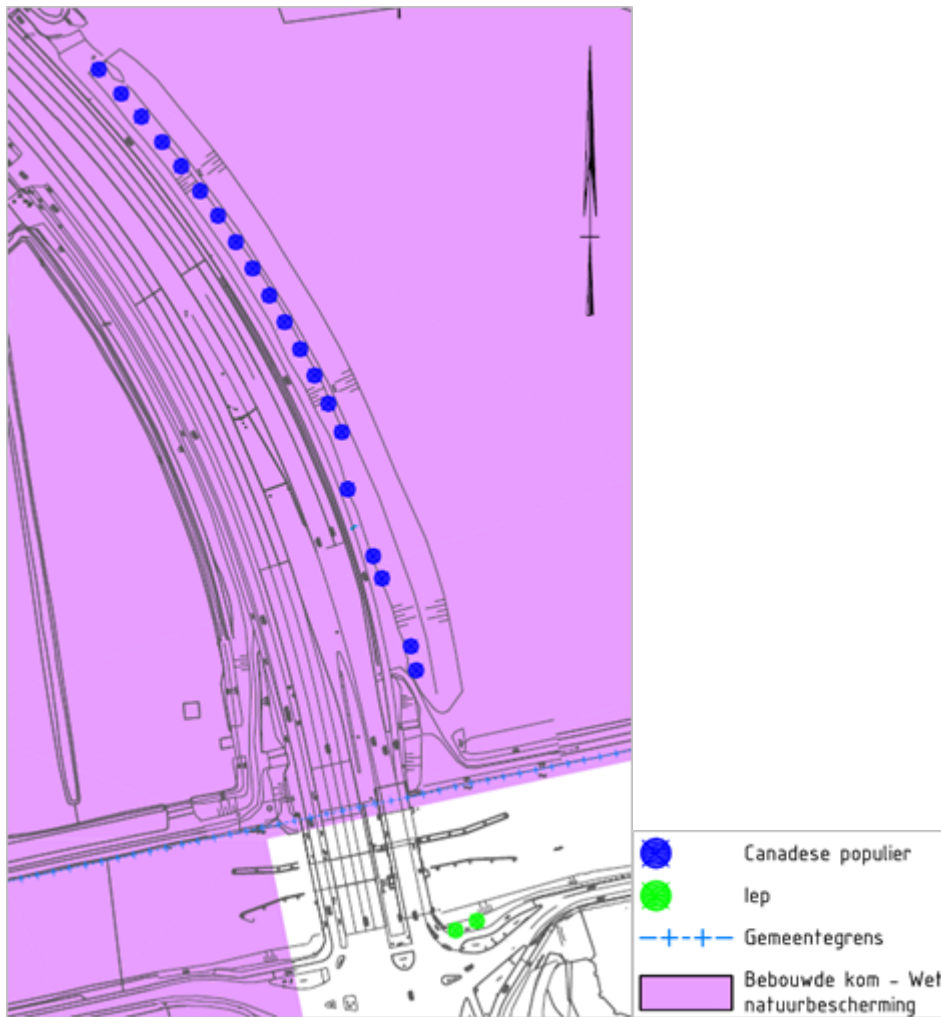 Canadese populier
Iep
Gemeentegrens
Bebouwde kom - Wet
natuurbescherming